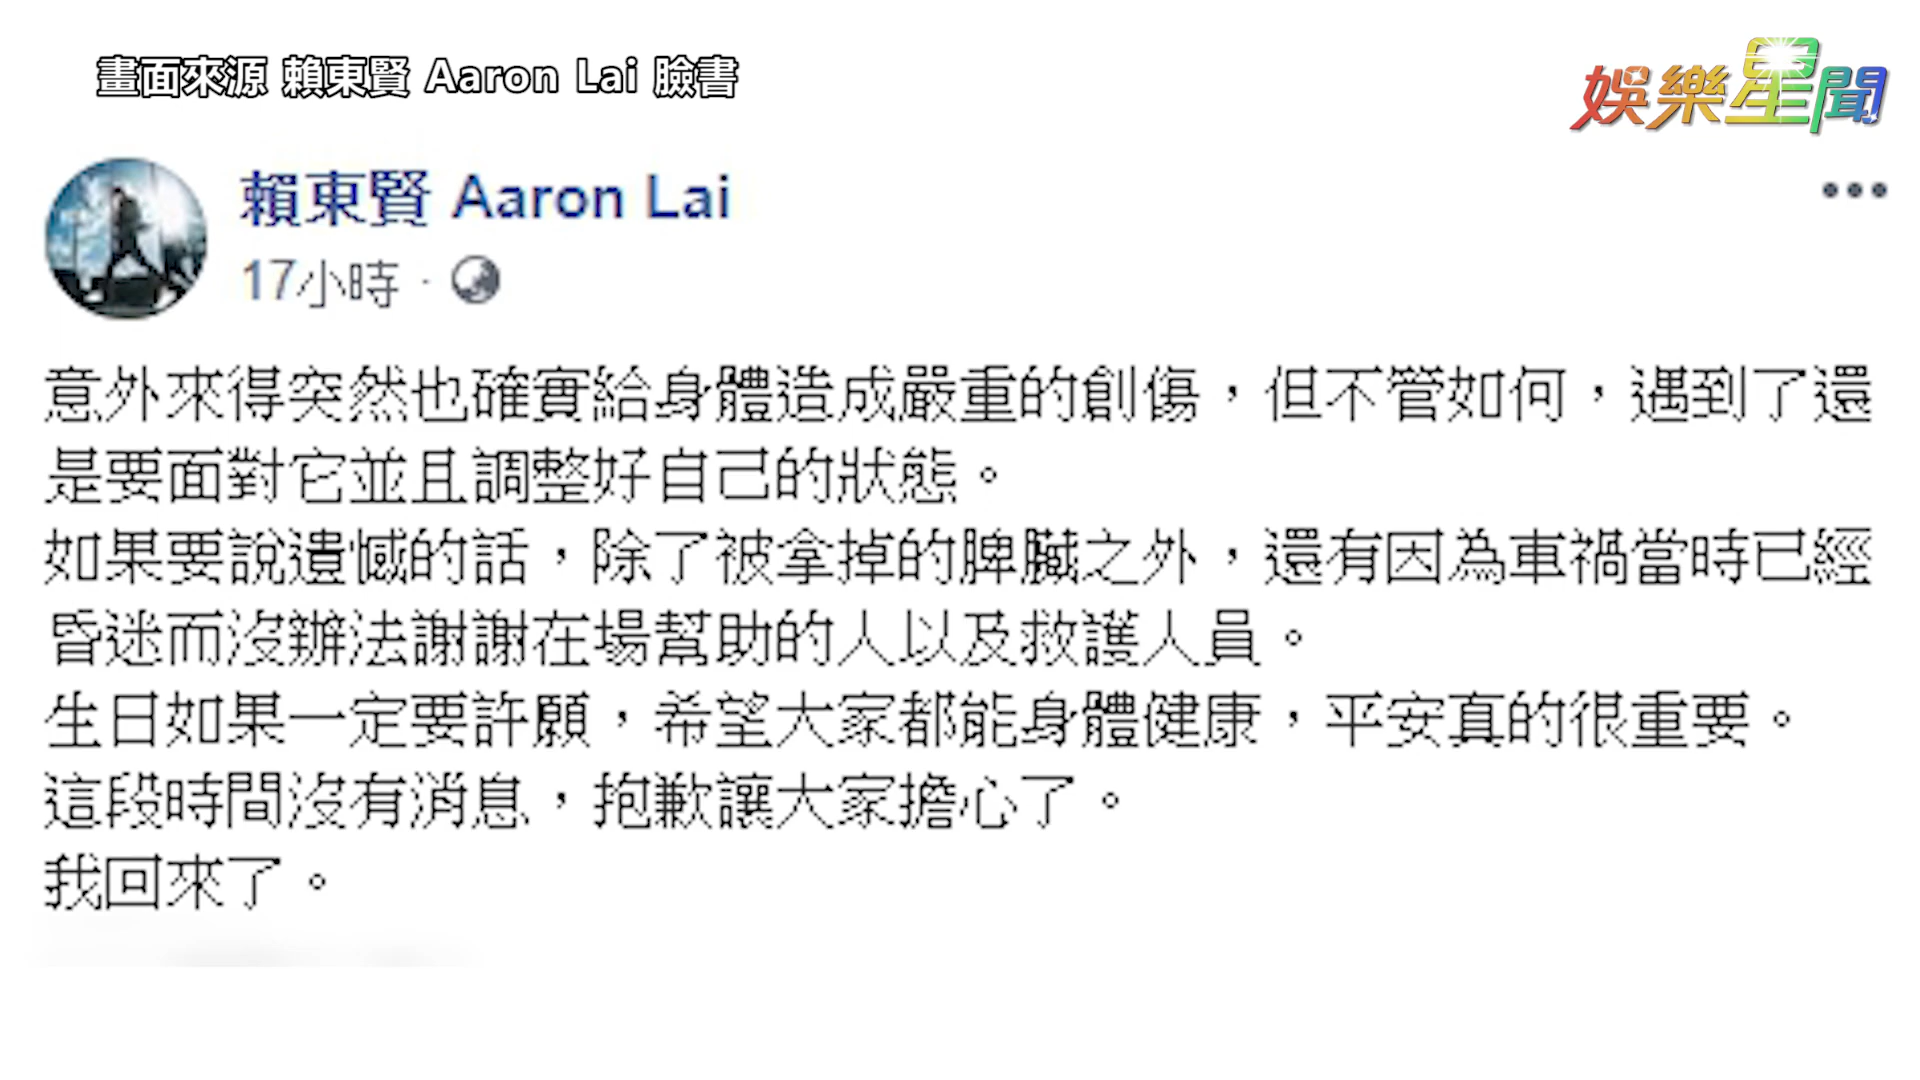 畫面來源 賴東賢 Aaron Lai 臉書
娛樂星聞
賴東賢 Aaron Lai
17小時 ·
意外來得突然也確實給身體造成嚴重的創傷，但不管如何，遇到了還
是要面對它並且調整好自己的狀態。
如果要說遺憾的話，除了被拿掉的脾臟之外，還有因為車禍當時已經
昏迷而沒辦法謝謝在場幫助的人以及救護人員。
生日如果一定要許願，希望大家都能身體健康，平安真的很重要。
這段時間沒有消息，抱歉讓大家擔心了。
我回來了。